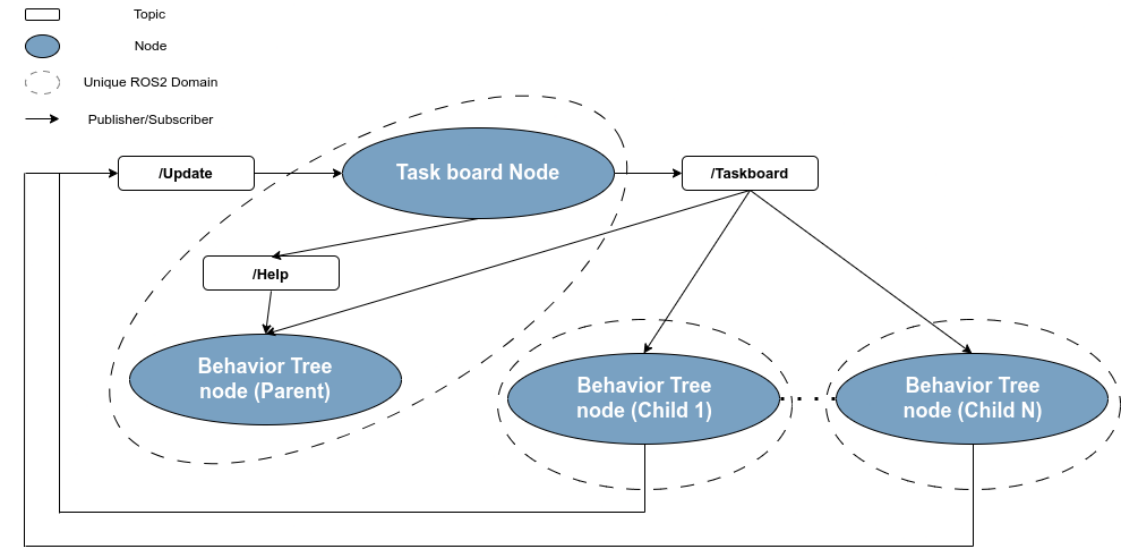 Topic
Node
Unique ROS2 Domain
Publisher/Subscriber
/Update
Task board Node
/Taskboard
/Help
Behavior Tree
node (Parent)
Behavior Tree
node (Child 1)
Behavior Tree
node (Child N)